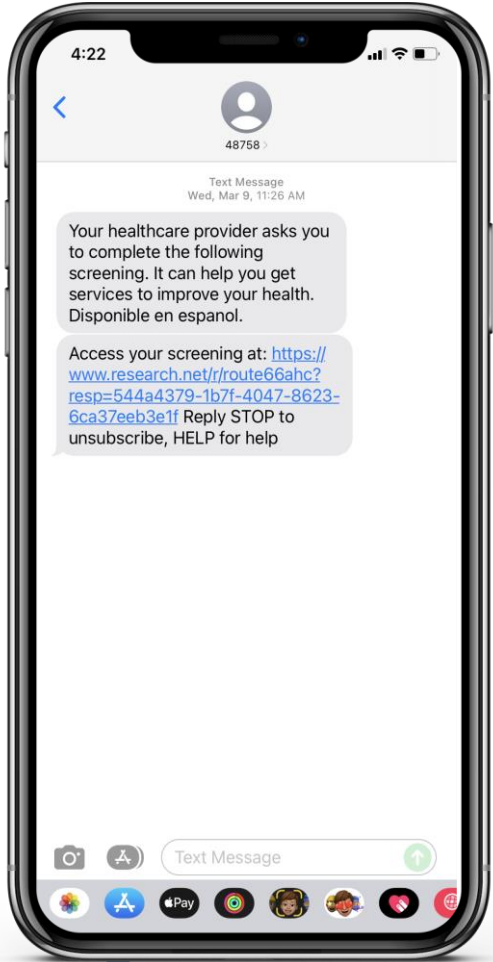 4:22
48758
Text Message
Wed, Mar 9, 11:26 AM
Your healthcare provider asks you
to complete the following
screening. It can help you get
services to improve your health.
Disponible en espanol.
Access your screening at: https://
www.research.net/r/route66ahc?
resp=544a4379-1b7f-4047-8623-
6ca37eeb3e1f Reply STOP to
unsubscribe, HELP for help
Text Message
Pay